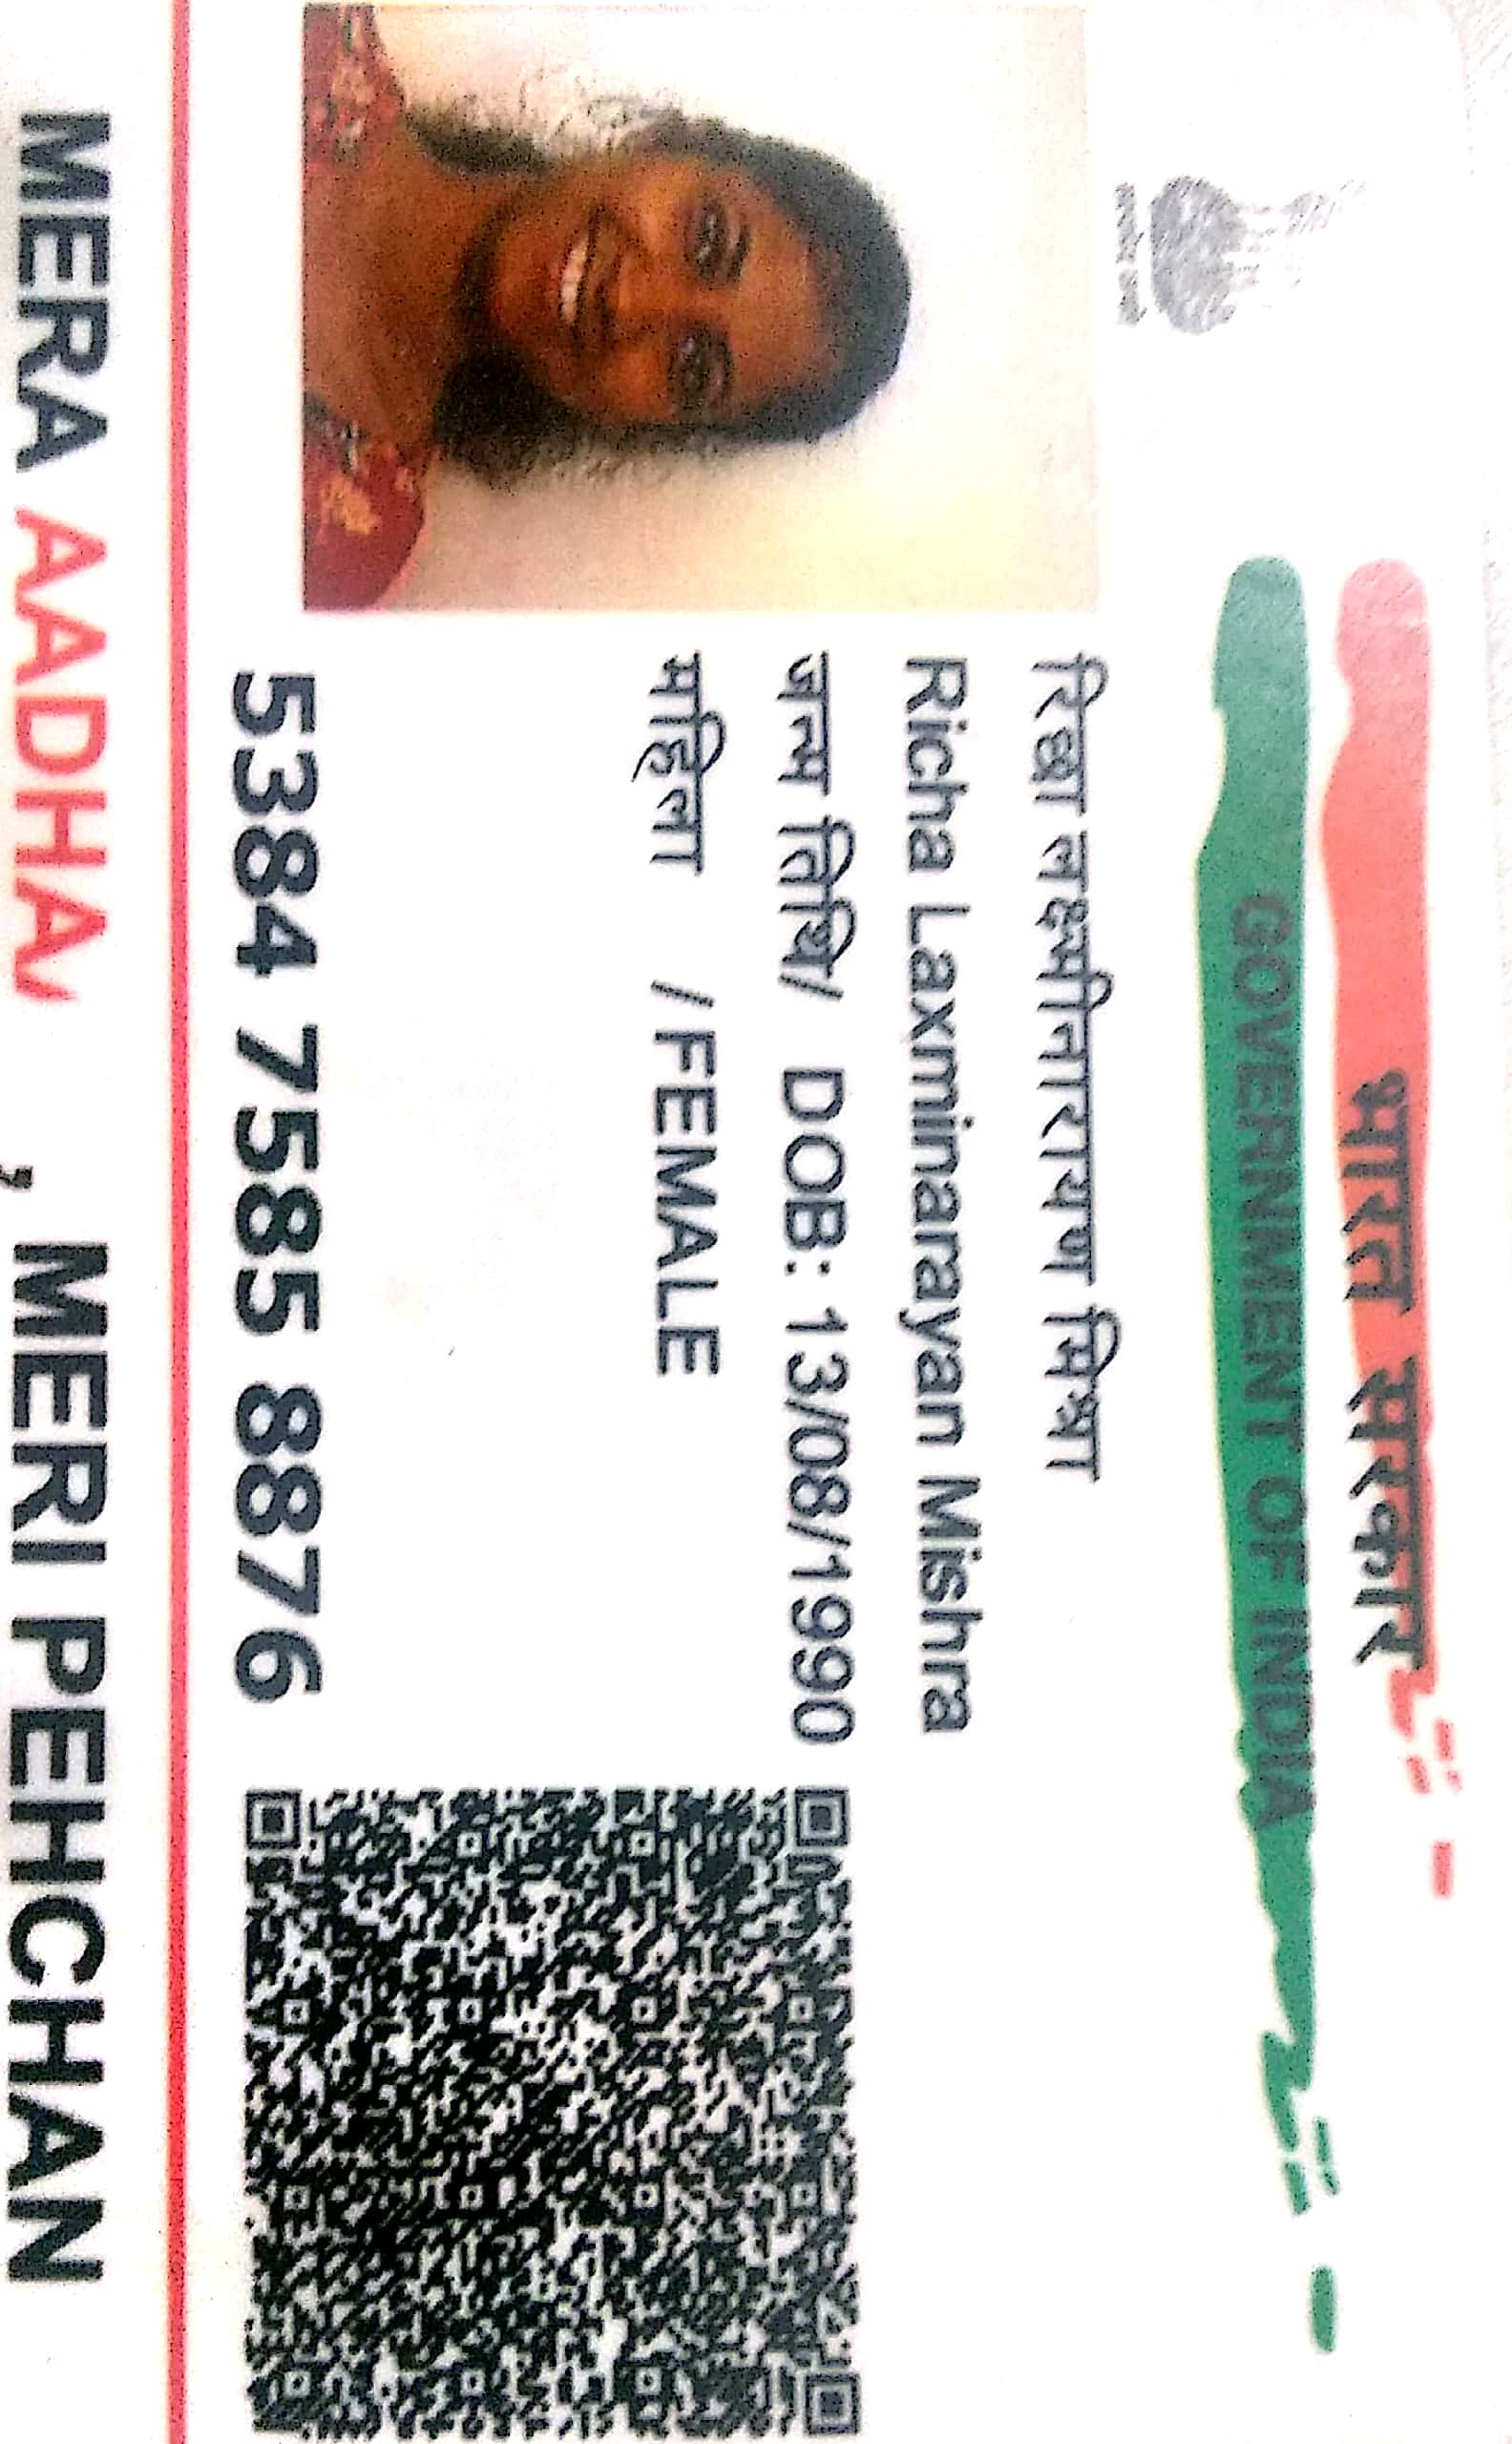 भारत सरकार
GOVERNMENT OF INDIA
सत्यमेव जयते
रिछा लक्ष्मीनारायण मिश्रा
Richa Laxminarayan Mishra
जन्म तिथि/ DOB: 13/08/1990
महिला / FEMALE
5384 7585 8876
MERA AADHA , MERI PEHCHAN